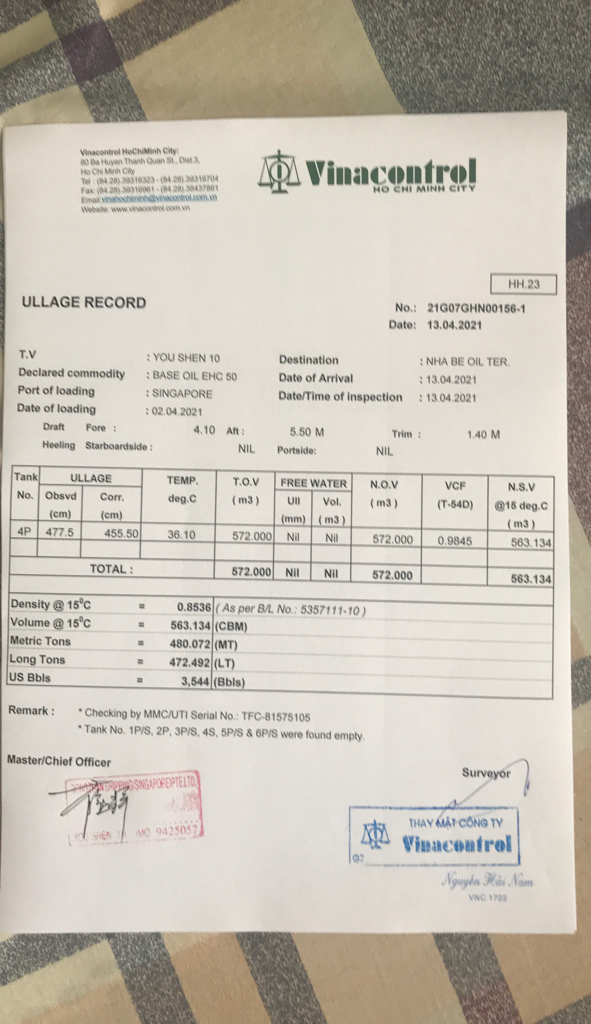 Vinacontrol HoChiMinh City:
80 Ba Huyen Thanh Quan St., Dist.3,
Ho Chi Minh City
Tel : (84.28).39316323 - (84.28).39316704
Fax: (84.28).39316961 - (84.28).38437861
Email:vinahochiminh@vinacontrol.com.vn
Website: www.vinacontrol.com.vn
Vinacontrol
HO CHI MINH CITY
HH.23
ULLAGE RECORD
No.: 21G07GHN00156-1
Date: 13.04.2021
T.V : YOU SHEN 10 Destination : NHA BE OIL TER.
Declared commodity : BASE OIL EHC 50 Date of Arrival : 13.04.2021
Port of loading : SINGAPORE Date/Time of inspection : 13.04.2021
Date of loading : 02.04.2021
Draft Fore : 4.10 Aft : 5.50 M Trim : 1.40 M
Heeling Starboardside : NIL Portside: NIL
Tank ULLAGE TEMP. T.O.V FREE WATER N.O.V VCF N.S.V
No. Obsvd Corr. deg.C ( m3 ) Ull Vol. ( m3 ) (T-54D) @15 deg.C
(cm) (cm) (mm) ( m3 ) ( m3 )
4P 477.5 455.50 36.10 572.000 Nil Nil 572.000 0.9845 563.134
TOTAL : 572.000 Nil Nil 572.000 563.134
Density @ 15⁰C = 0.8536 ( As per B/L No.: 5357111-10 )
Volume @ 15⁰C = 563.134 (CBM)
Metric Tons = 480.072 (MT)
Long Tons = 472.492 (LT)
US Bbls = 3,544 (Bbls)
Remark : * Checking by MMC/UTI Serial No.: TFC-81575105
* Tank No. 1P/S, 2P, 3P/S, 4S, 5P/S & 6P/S were found empty.
Master/Chief Officer
Surveyor
SHIPPING(SINGAPORE)PTE.LTD.
SHEN IMO 9425057
THAY MẶT CÔNG TY
Vinacontrol
G7
Nguyễn Hải Nam
VNC 1722